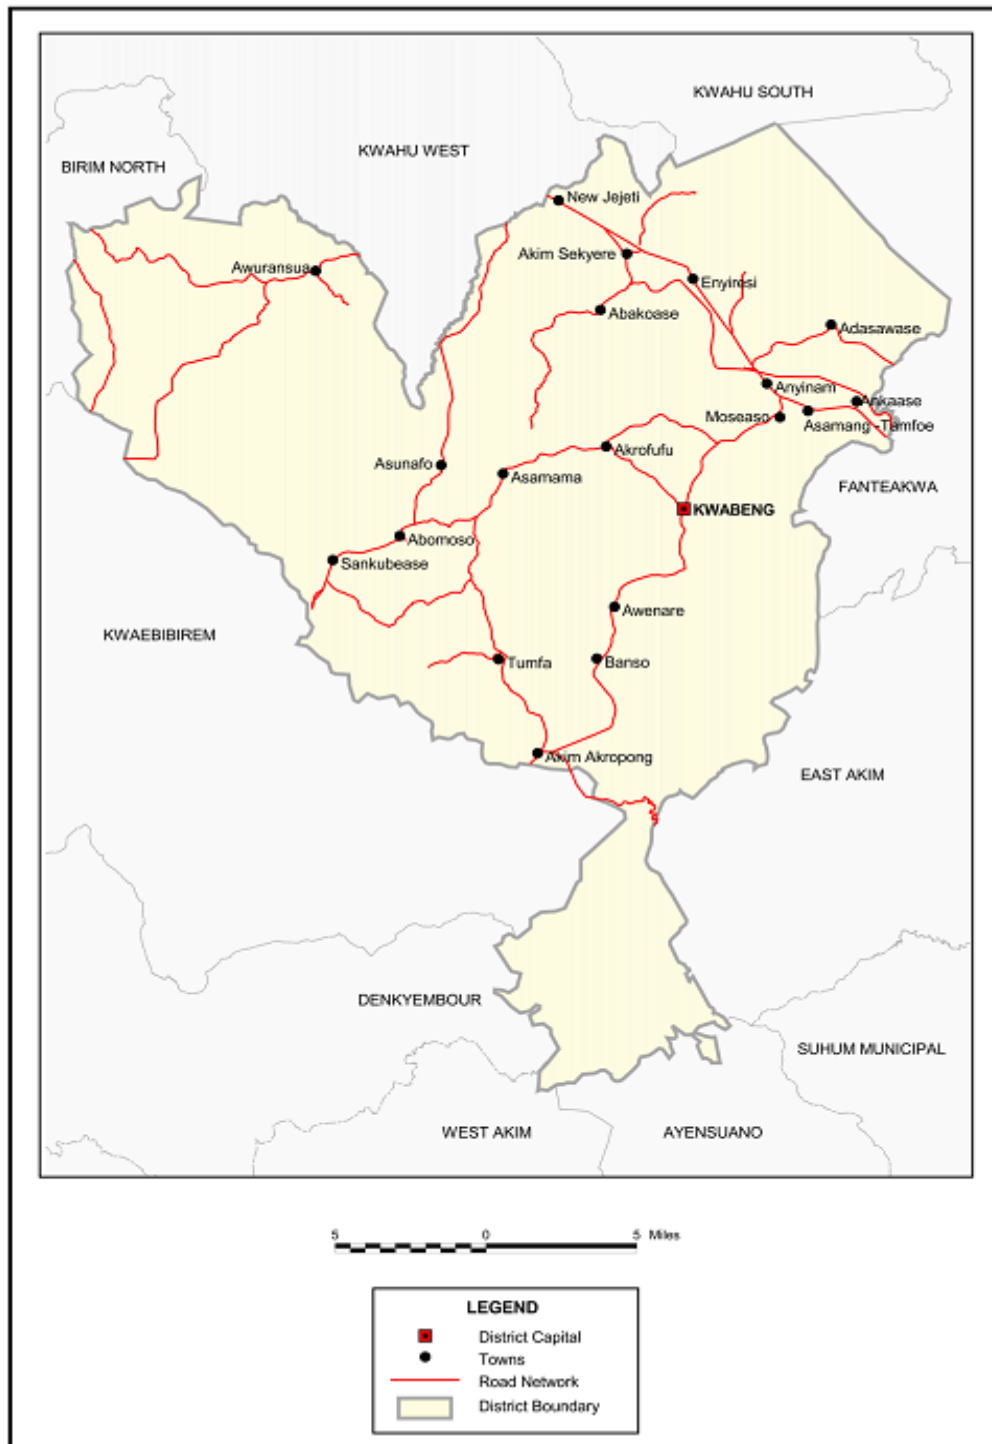 KWAHU SOUTH
KWAHU WEST
BIRIM NORTH
New Jejeti
Akim Sekyere
Awuransua
Enyiresi
Abakoase
Adasawase
Anyinam
Ankaase
Moseaso
Asamang -Tamfoe
Akrofufu
Asunafo
Asamama
FANTEAKWA
KWABENG
Abomoso
Sankubease
Awenare
KWAEBIBIREM
Tumfa
Banso
Akim Akropong
EAST AKIM
DENKYEMBOUR
SUHUM MUNICIPAL
WEST AKIM
AYENSUANO
5 0 5 Miles
LEGEND
District Capital
Towns
Road Network
District Boundary